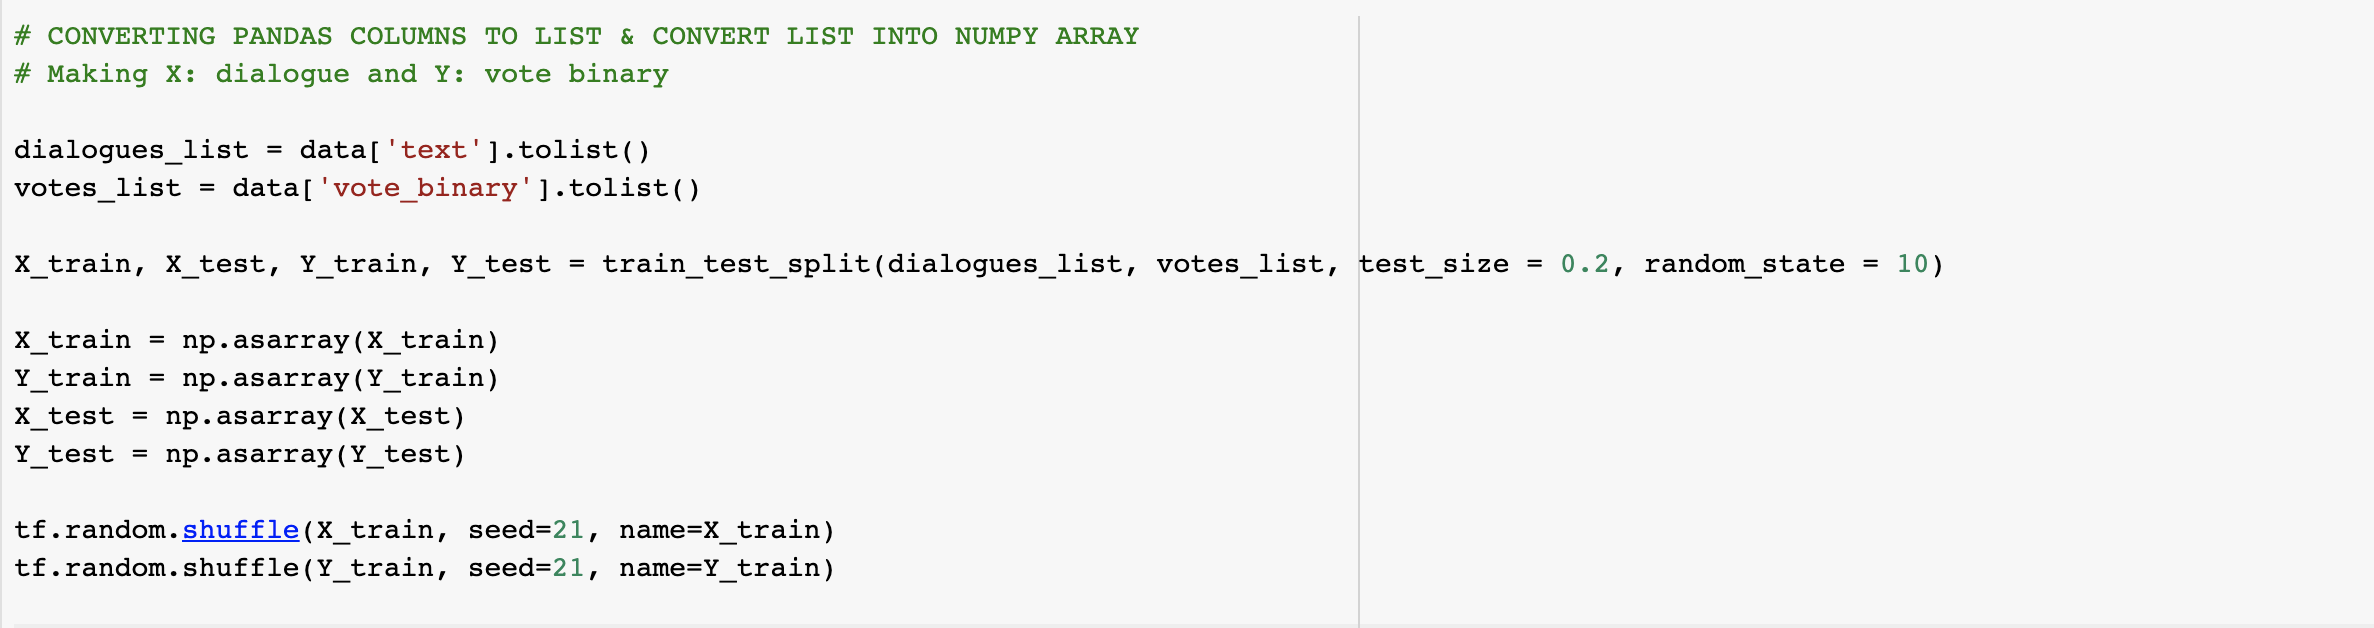 # CONVERTING PANDAS COLUMNS TO LIST & CONVERT LIST INTO NUMPY ARRAY
# Making X: dialogue and Y: vote binary
dialogues_list = data['text'].tolist()
votes_list = data['vote_binary'].tolist()
X_train, X_test, Y_train, Y_test = train_test_split(dialogues_list, votes_list, test_size = 0.2, random_state = 10)
X_train = np.asarray(X_train)
Y_train = np.asarray(Y_train)
X_test = np.asarray(X_test)
Y_test = np.asarray(Y_test)
tf.random.shuffle(X_train, seed=21, name=X_train)
tf.random.shuffle(Y_train, seed=21, name=Y_train)